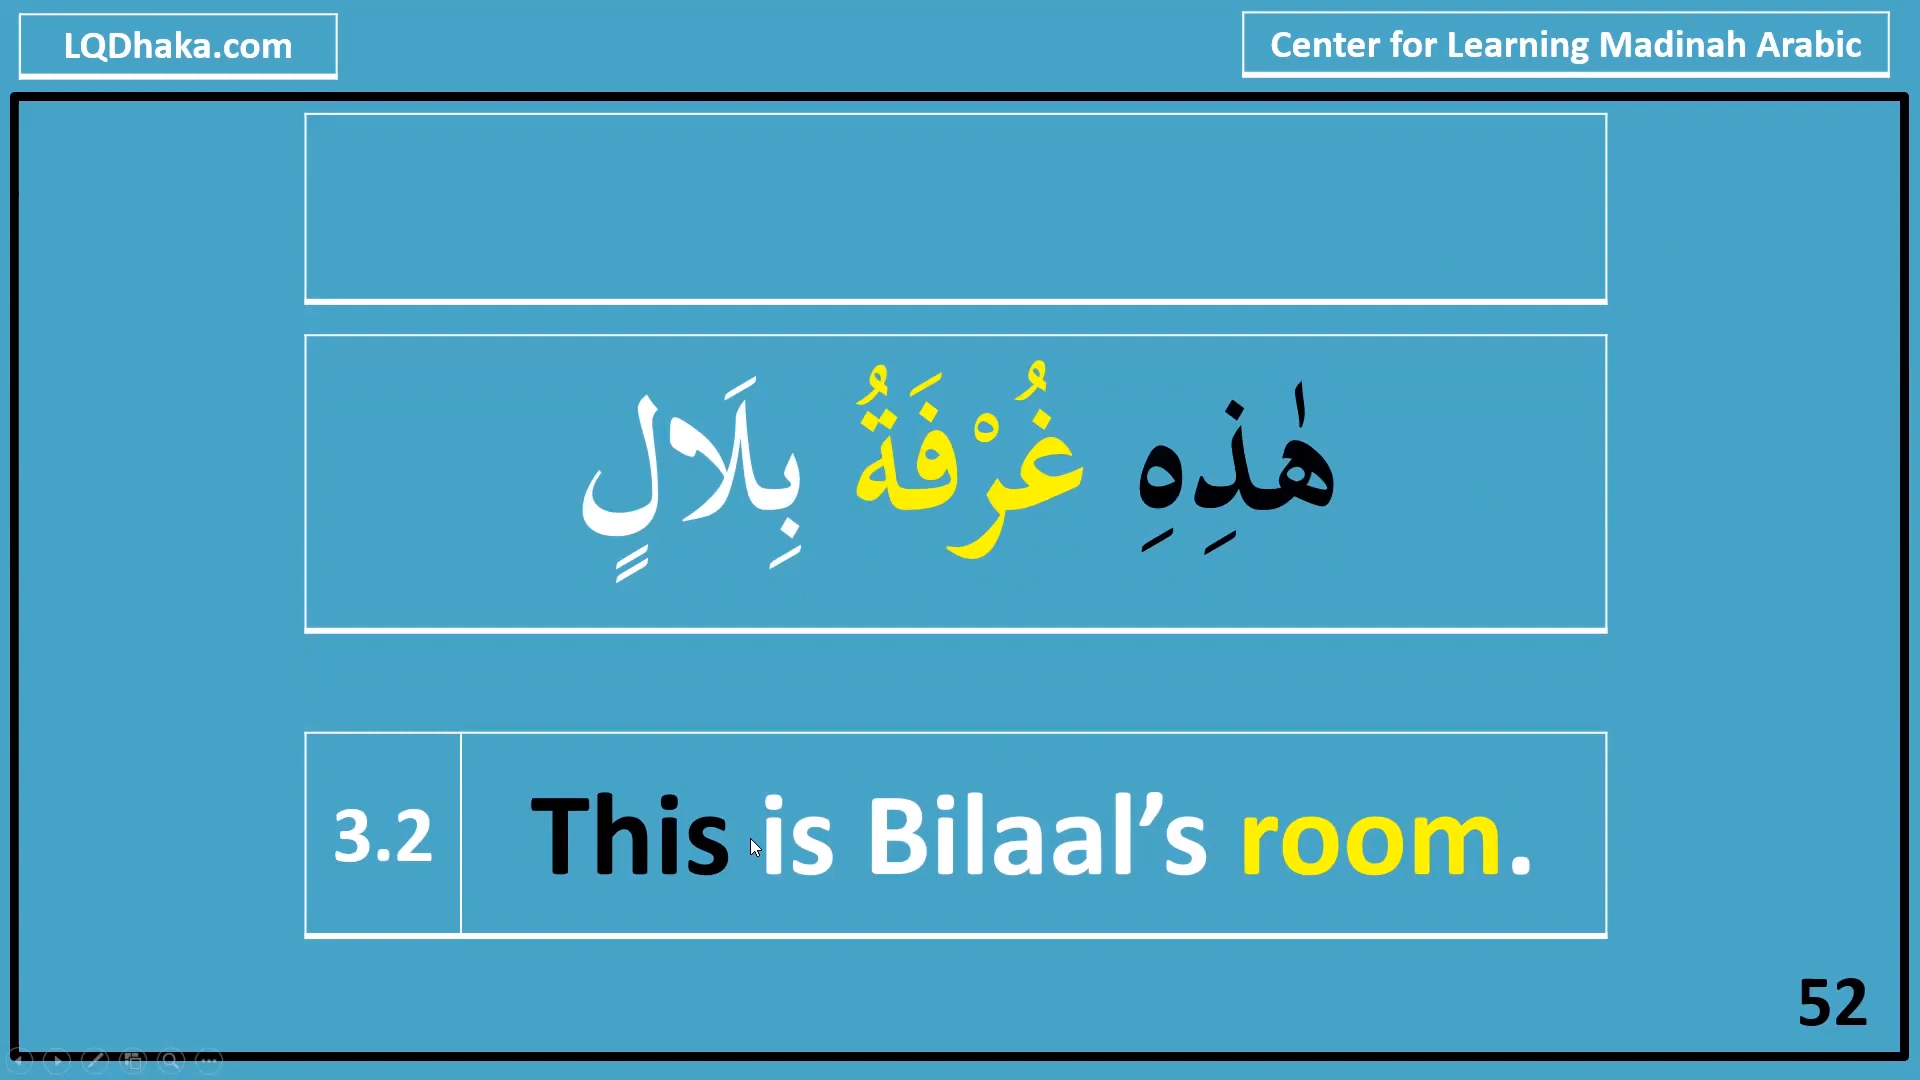 LQDhaka.com
Center for Learning Madinah Arabic
هٰذِهِ غُرْفَةُ بِلَالٍ
3.2
This is Bilaal’s room.
52